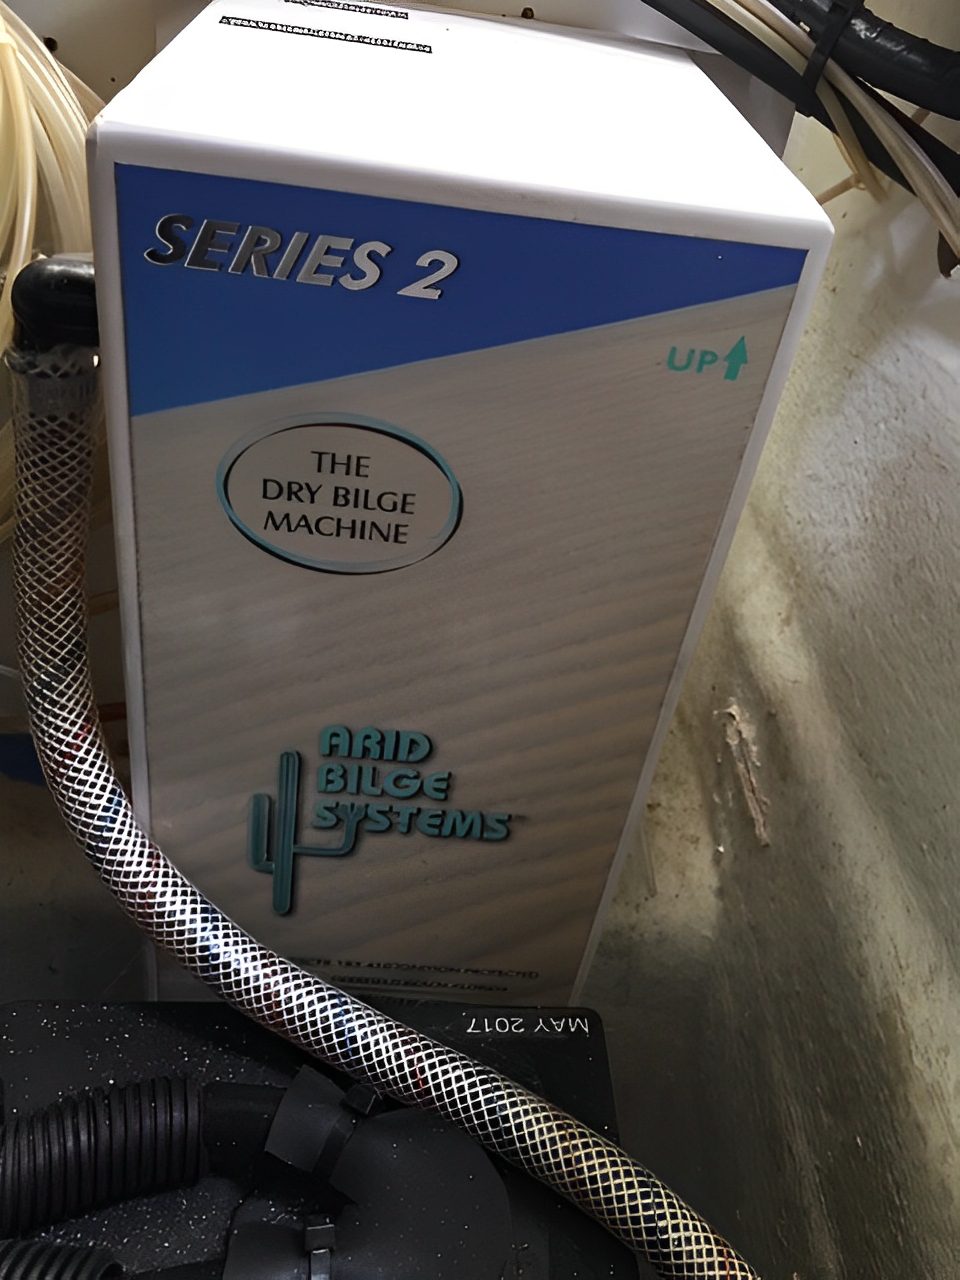 SERIES 2
UP
THE
DRY BILGE
MACHINE
ARID
BILGE
SYSTEMS
MAY 2017